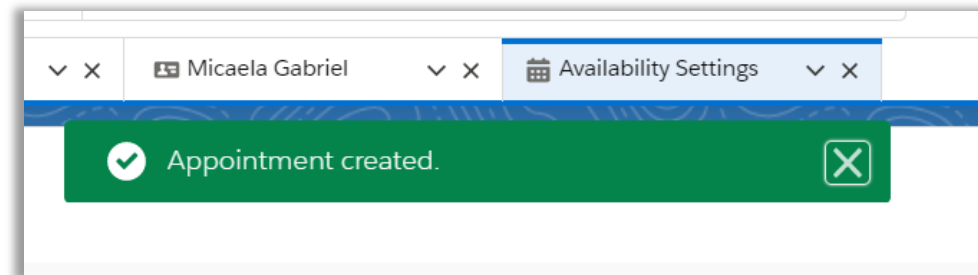 Micaela Gabriel
Availability Settings
Appointment created.